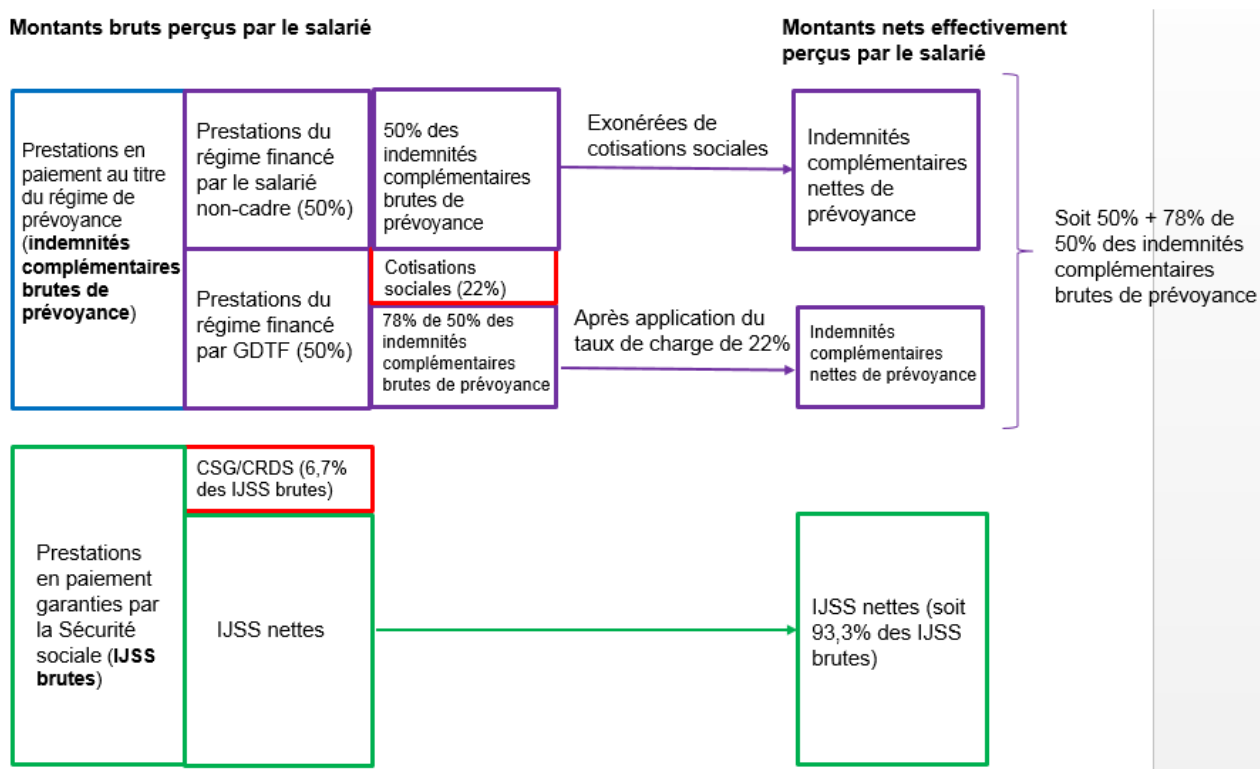 Montants bruts perçus par le salarié
Montants nets effectivement
perçus par le salarié
Prestations en
paiement au titre
du régime de
prévoyance
(indemnités
complémentaires
brutes de
prévoyance)
Prestations du
régime financé
par le salarié
non-cadre (50%)
50% des
indemnités
complémentaires
brutes de
prévoyance
Exonérées de
cotisations sociales
Indemnités
complémentaires
nettes de
prévoyance
Soit 50% + 78% de
50% des indemnités
complémentaires
brutes de prévoyance
Prestations du
régime financé
par GDTF (50%)
Cotisations
sociales (22%)
78% de 50% des
indemnités
complémentaires
brutes de prévoyance
Après application du
taux de charge de 22%
Indemnités
complémentaires
nettes de prévoyance
Prestations
en paiement
garanties par
la Sécurité
sociale (IJSS
brutes)
CSG/CRDS (6,7%
des IJSS brutes)
IJSS nettes
IJSS nettes (soit
93,3% des IJSS
brutes)